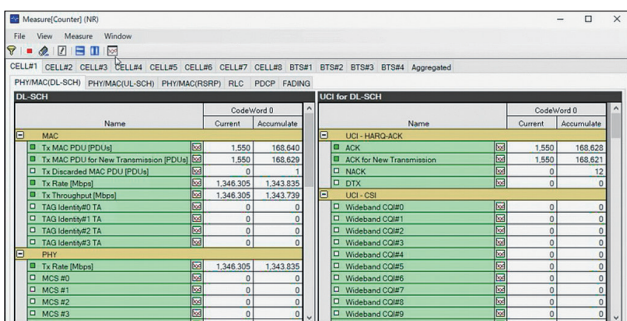 Measure[Counter] (NR)
File View Measure Window
CELL#1 CELL#2 CELL#3 CELL#4 CELL#5 CELL#6 CELL#7 CELL#8 BTS#1 BTS#2 BTS#3 BTS#4 Aggregated
PHY/MAC(DL-SCH) PHY/MAC(UL-SCH) PHY/MAC(RSRP) RLC PDCP FADING
DL-SCH
CodeWord 0
Name Current Accumulate
MAC
Tx MAC PDU [PDUs] 1,550 168,640
Tx MAC PDU for New Transmission [PDUs] 1,550 168,629
Tx Discarded MAC PDU [PDUs] 0 1
Tx Rate [Mbps] 1,346.305 1,343.835
Tx Throughput [Mbps] 1,346.305 1,343.739
TAG Identity#0 TA 0 0
TAG Identity#1 TA 0 0
TAG Identity#2 TA 0 0
TAG Identity#3 TA 0 0
PHY
Tx Rate [Mbps] 1,346.305 1,343.835
MCS #0 0 0
MCS #1 0 0
MCS #2 0 0
MCS #3 0 0
UCI for DL-SCH
CodeWord 0
Name Current Accumulate
UCI - HARQ-ACK
ACK 1,550 168,628
ACK for New Transmission 1,550 168,621
NACK 0 12
DTX 0 0
UCI - CSI
Wideband CQI#0 0 0
Wideband CQI#1 0 0
Wideband CQI#2 0 0
Wideband CQI#3 0 0
Wideband CQI#4 0 0
Wideband CQI#5 0 0
Wideband CQI#6 0 0
Wideband CQI#7 0 0
Wideband CQI#8 0 0
Wideband CQI#9 0 0